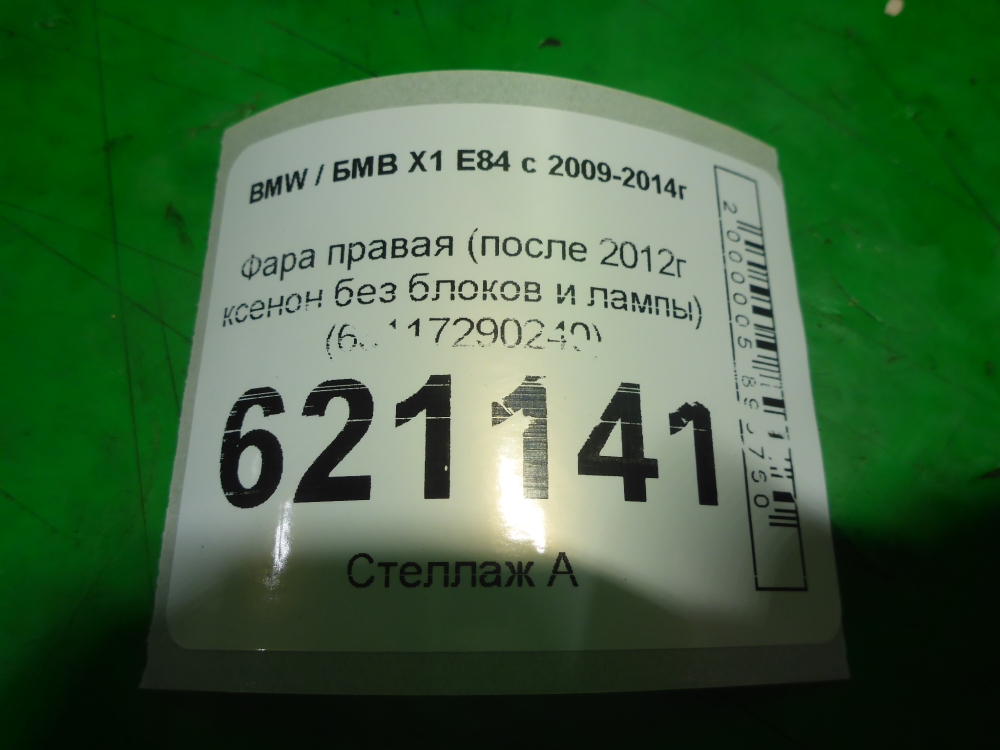 BMW / БМВ X1 E84 с 2009-2014г
Фара правая (после 2012г
ксенон без блоков и лампы)
621141
Стеллаж А